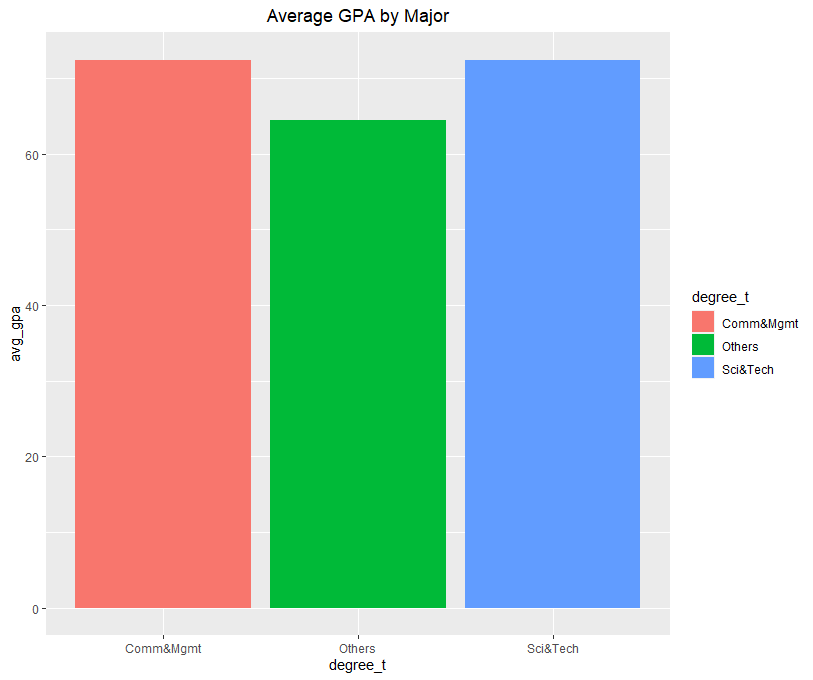 Average GPA by Major
avg_gpa
60
40
20
0
Comm&Mgmt
Others
Sci&Tech
degree_t
degree_t
Comm&Mgmt
Others
Sci&Tech